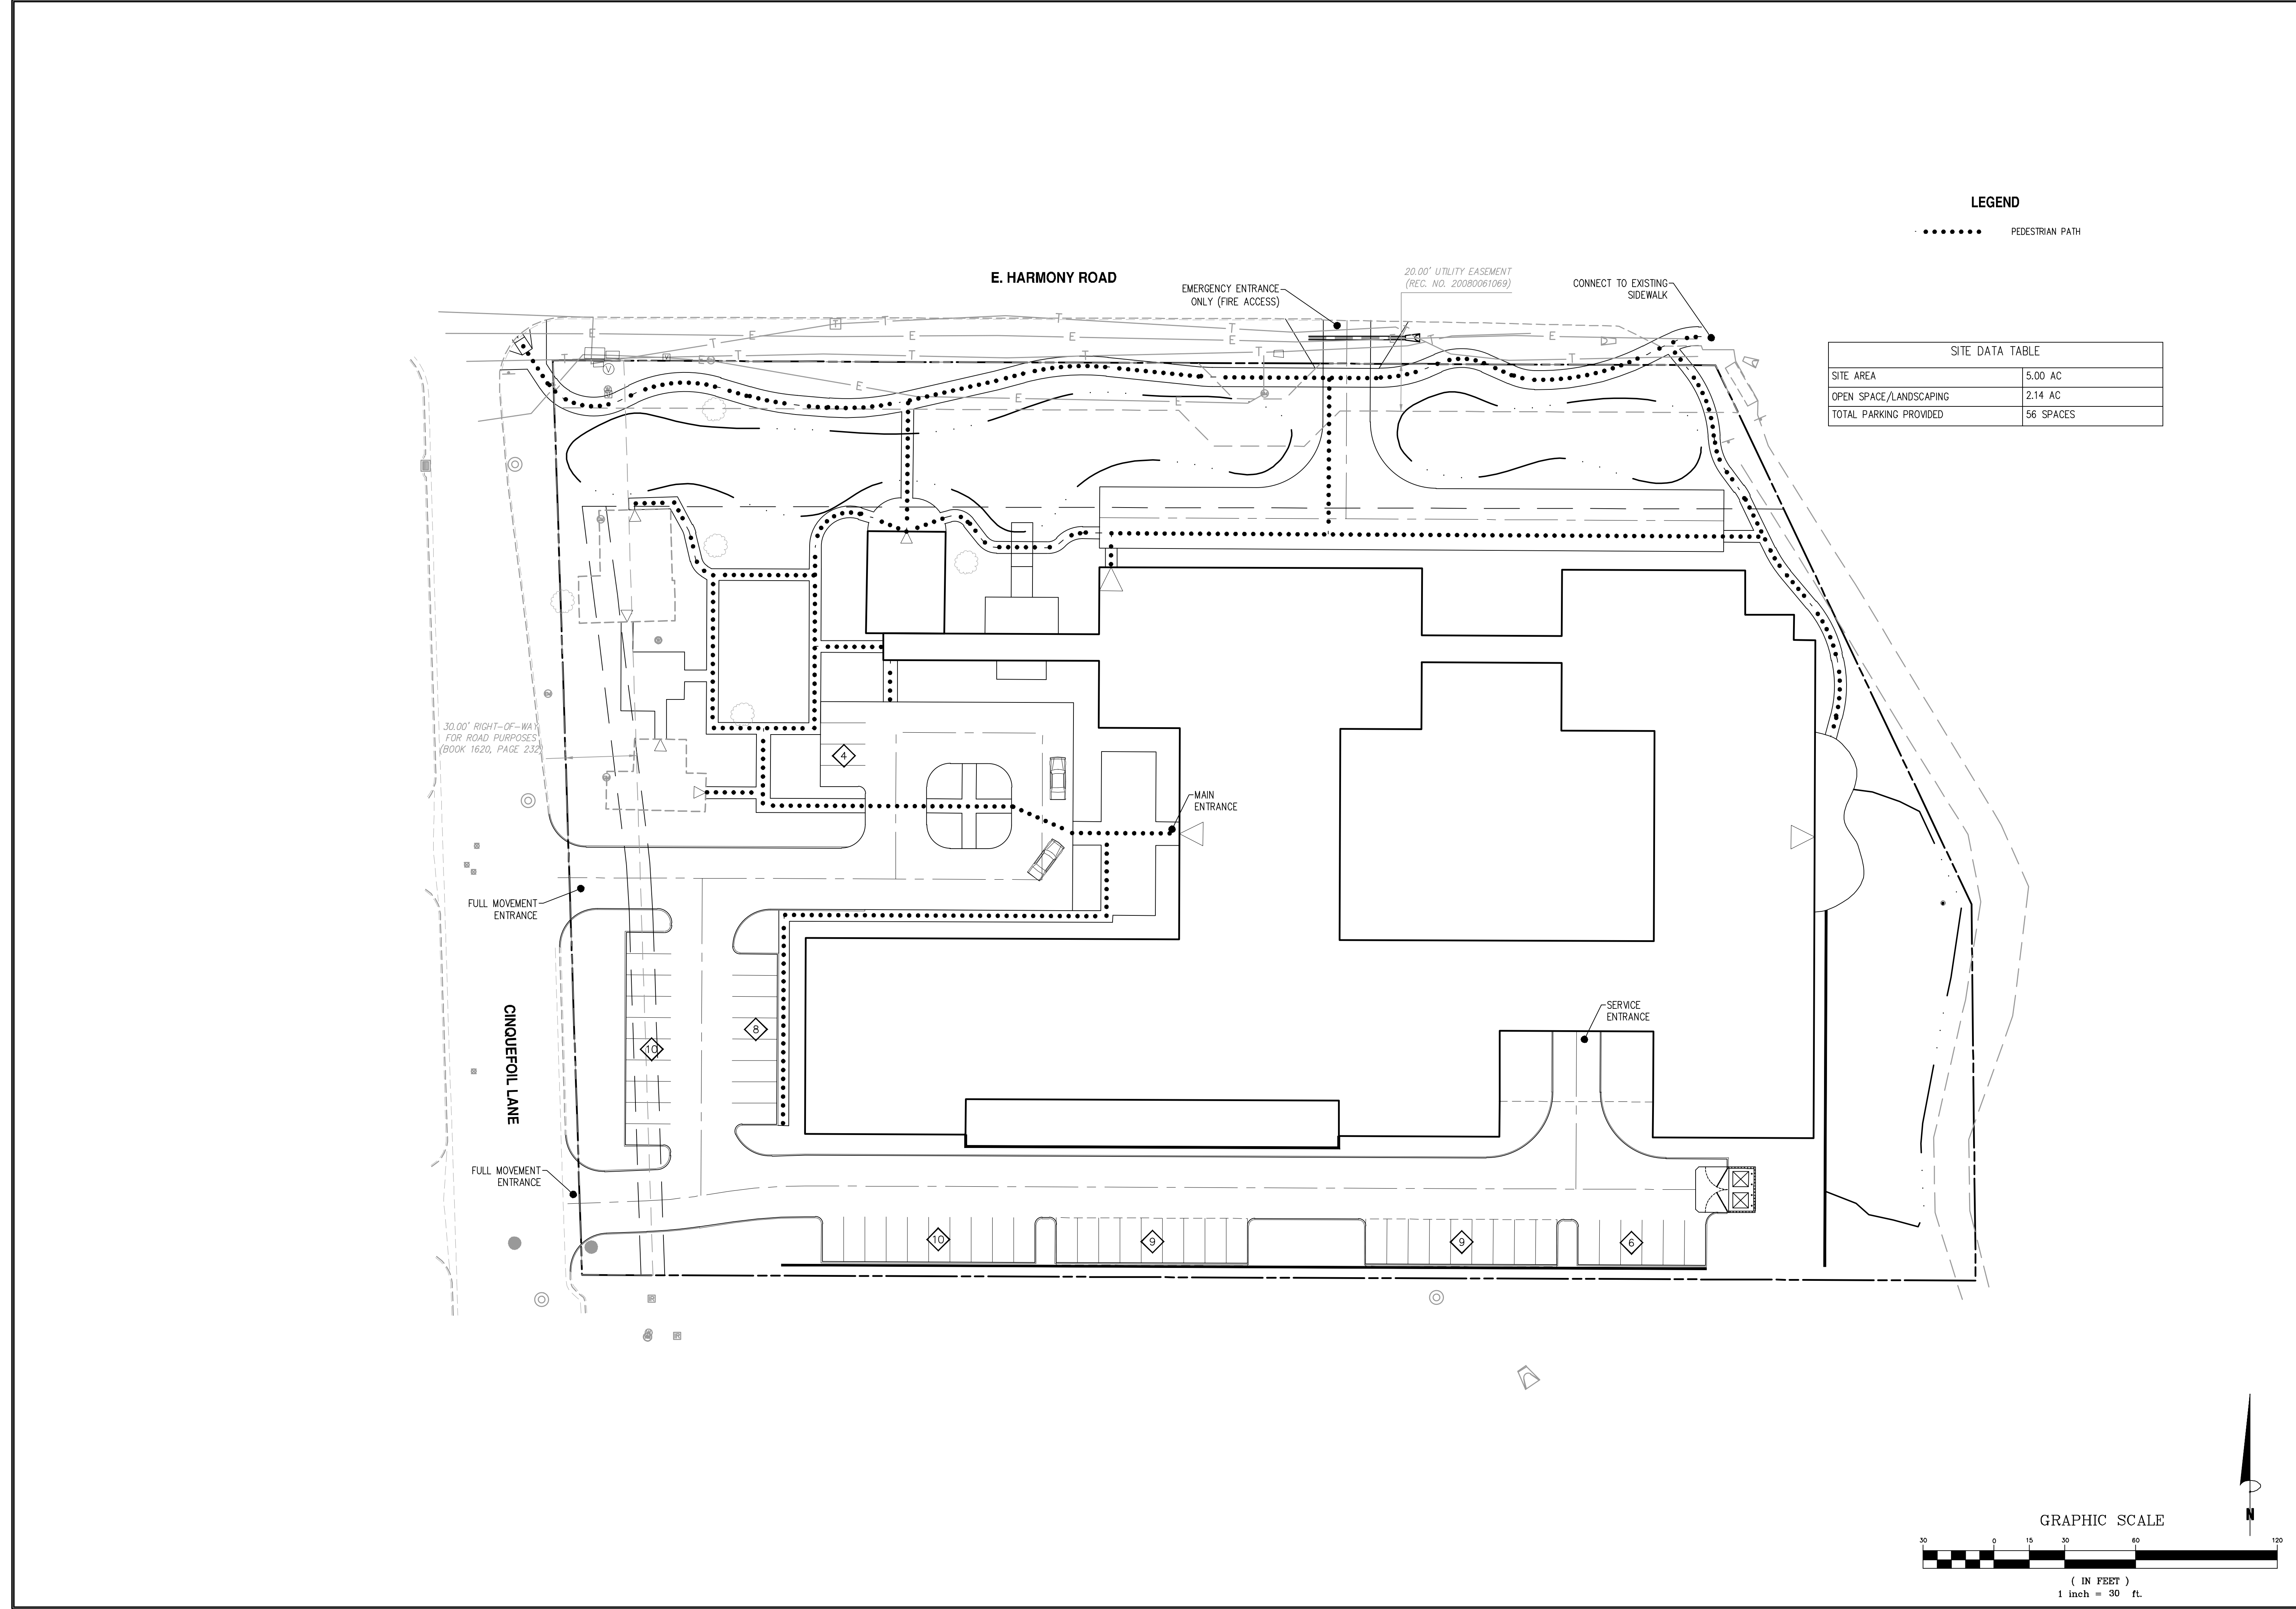 LEGEND
PEDESTRIAN PATH
E. HARMONY ROAD
EMERGENCY ENTRANCE
ONLY (FIRE ACCESS)
20.00' UTILITY EASEMENT
(REC. NO. 20080061069)
CONNECT TO EXISTING
SIDEWALK
SITE DATA TABLE
SITE AREA 5.00 AC
OPEN SPACE/LANDSCAPING 2.14 AC
TOTAL PARKING PROVIDED 56 SPACES
E E E E E E
T T T T T T T T T T
E E E E
V
V
T
30.00' RIGHT-OF-WAY
FOR ROAD PURPOSES
(BOOK 1620, PAGE 232)
4
MAIN
ENTRANCE
FULL MOVEMENT
ENTRANCE
SERVICE
ENTRANCE
CINQUEFOIL LANE
8
10
FULL MOVEMENT
ENTRANCE
10
9
9
6
N
GRAPHIC SCALE
30 0 15 30 60 120
( IN FEET )
1 inch = 30 ft.